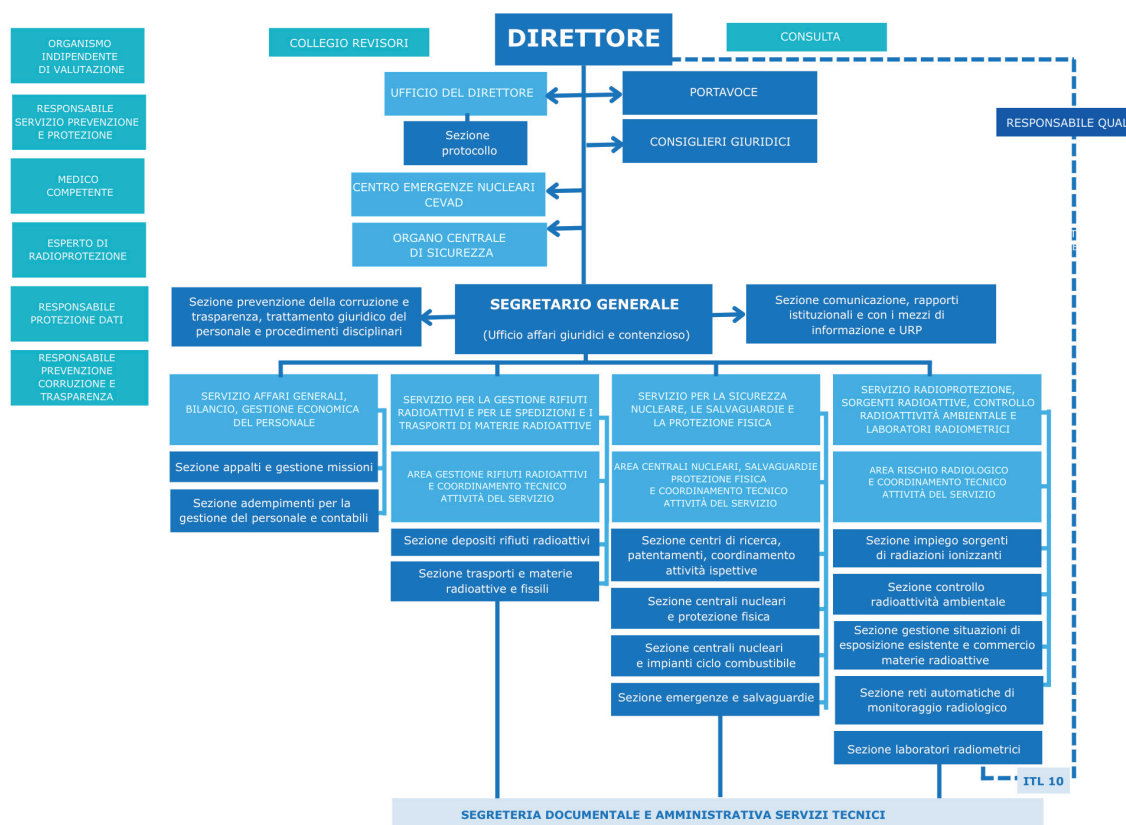 DIRETTORE
COLLEGIO REVISORI
CONSULTA
ORGANISMO
INDIPENDENTE
DI VALUTAZIONE
RESPONSABILE
SERVIZIO PREVENZIONE
E PROTEZIONE
MEDICO
COMPETENTE
ESPERTO DI
RADIOPROTEZIONE
RESPONSABILE
PROTEZIONE DATI
RESPONSABILE
PREVENZIONE
CORRUZIONE E
TRASPARENZA
UFFICIO DEL DIRETTORE
PORTAVOCE
Sezione
protocollo
CONSIGLIERI GIURIDICI
RESPONSABILE QUAL
CENTRO EMERGENZE NUCLEARI
CEVAD
ORGANO CENTRALE
DI SICUREZZA
Sezione prevenzione della corruzione e
trasparenza, trattamento giuridico del
personale e procedimenti disciplinari
SEGRETARIO GENERALE
(Ufficio affari giuridici e contenzioso)
Sezione comunicazione, rapporti
istituzionali e con i mezzi di
informazione e URP
SERVIZIO AFFARI GENERALI,
BILANCIO, GESTIONE ECONOMICA
DEL PERSONALE
Sezione appalti e gestione missioni
Sezione adempimenti per la
gestione del personale e contabili
SERVIZIO PER LA GESTIONE RIFIUTI
RADIOATTIVI E PER LE SPEDIZIONI E I
TRASPORTI DI MATERIE RADIOATTIVE
AREA GESTIONE RIFIUTI RADIOATTIVI
E COORDINAMENTO TECNICO
ATTIVITÀ DEL SERVIZIO
Sezione depositi rifiuti radioattivi
Sezione trasporti e materie
radioattive e fissili
SERVIZIO PER LA SICUREZZA
NUCLEARE, LE SALVAGUARDIE E
LA PROTEZIONE FISICA
AREA CENTRALI NUCLEARI, SALVAGUARDIE
PROTEZIONE FISICA
E COORDINAMENTO TECNICO
ATTIVITÀ DEL SERVIZIO
Sezione centri di ricerca,
patentamenti, coordinamento
attività ispettive
Sezione centrali nucleari
e protezione fisica
Sezione centrali nucleari
e impianti ciclo combustibile
Sezione emergenze e salvaguardie
SERVIZIO RADIOPROTEZIONE,
SORGENTI RADIOATTIVE, CONTROLLO
RADIOATTIVITÀ AMBIENTALE E
LABORATORI RADIOMETRICI
AREA RISCHIO RADIOLOGICO
E COORDINAMENTO TECNICO
ATTIVITÀ DEL SERVIZIO
Sezione impiego sorgenti
di radiazioni ionizzanti
Sezione controllo
radioattività ambientale
Sezione gestione situazioni di
esposizione esistente e commercio
materie radioattive
Sezione reti automatiche di
monitoraggio radiologico
Sezione laboratori radiometrici
ITL 10
SEGRETERIA DOCUMENTALE E AMMINISTRATIVA SERVIZI TECNICI